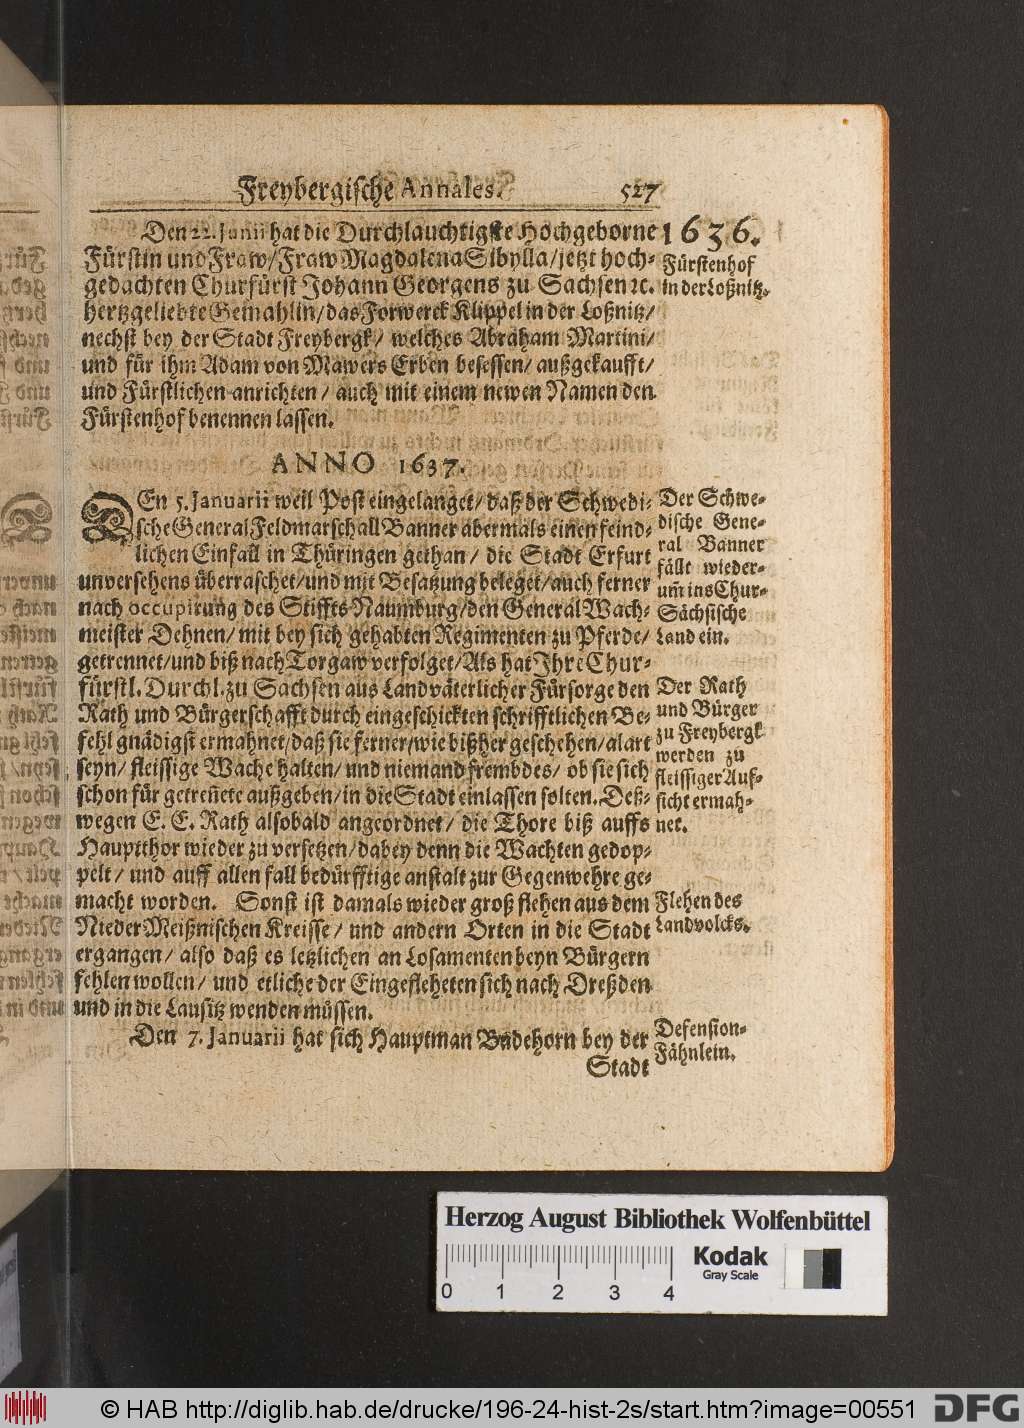 Freybergische Annales. 527
Den 22. Junii hat die Durchlauchtigste Hochgeborne
Fürstin und Fraw/ Fraw Magdalena Sibylla/ jetzt hoch-
gedachten Churfürst Johann Georgens zu Sachsen ꝛc.
hertzgeliebte Gemahlin/ das Forwerck Klippel in der Loßnitz/
nechst bey der Stadt Freybergk/ welches Abraham Martini/
und für ihm Adam von Mawers Erben besessen/ außgekaufft/
und Fürstlichen anrichten/ auch mit einem newen Namen den
Fürstenhof benennen lassen.
1636.
Fürstenhof
in der Loßnitz.
ANNO 1637.
DEn 5. Januarii weil Post eingelanget/ daß der Schwedi-
sche General Feldmarschall Banner abermals einen feind-
lichen Einfall in Thüringen gethan/ die Stadt Erfurt
unversehens überraschet/ und mit Besatzung beleget/ auch ferner
nach occupirung des Stiffts Naumburg/ den General Wach-
meister Dehnen/ mit bey sich gehabten Regimenten zu Pferde/
getrennet/ und biß nach Torgaw verfolget/ Als hat Ihre Chur-
fürstl. Durchl. zu Sachsen aus Landväterlicher Fürsorge den
Rath und Bürgerschafft durch eingeschickten schrifftlichen Be-
fehl gnädigst ermahnet/ daß sie ferner/ wie bißher geschehen/ alart
seyn/ fleissige Wache halten/ und niemand frembdes/ ob sie sich
schon für getreñete außgeben/ in die Stadt einlassen solten. Deß-
wegen E. E. Rath alsobald angeordnet/ die Thore biß auffs
Hauptthor wieder zu versetzen/ dabey denn die Wachten gedop-
pelt/ und auff allen fall bedürfftige anstalt zur Gegenwehre ge-
macht worden. Sonst ist damals wieder groß flehen aus dem
Nieder Meißnischen Kreisse/ und andern Orten in die Stadt
ergangen/ also daß es letzlichen an Losamenten beyn Bürgern
fehlen wollen/ und etliche der Eingefleheten sich nach Dreßden
und in die Lausitz wenden müssen.
Den 7. Januarii hat sich Hauptman Badehorn bey der
Stadt
Der Schwe-
dische Gene-
ral Banner
fällt wieder-
um̃ ins Chur-
Sächsische
Land ein.
Der Rath
und Bürger
zu Freybergk
werden zu
fleissiger Auf-
sicht ermah-
net.
Flehen des
Landvolcks.
Defension-
Fähnlein.
Herzog August Bibliothek Wolfenbüttel
Kodak
Gray Scale
0 1 2 3 4
© HAB http://diglib.hab.de/drucke/196-24-hist-2s/start.htm?image=00551
DFG